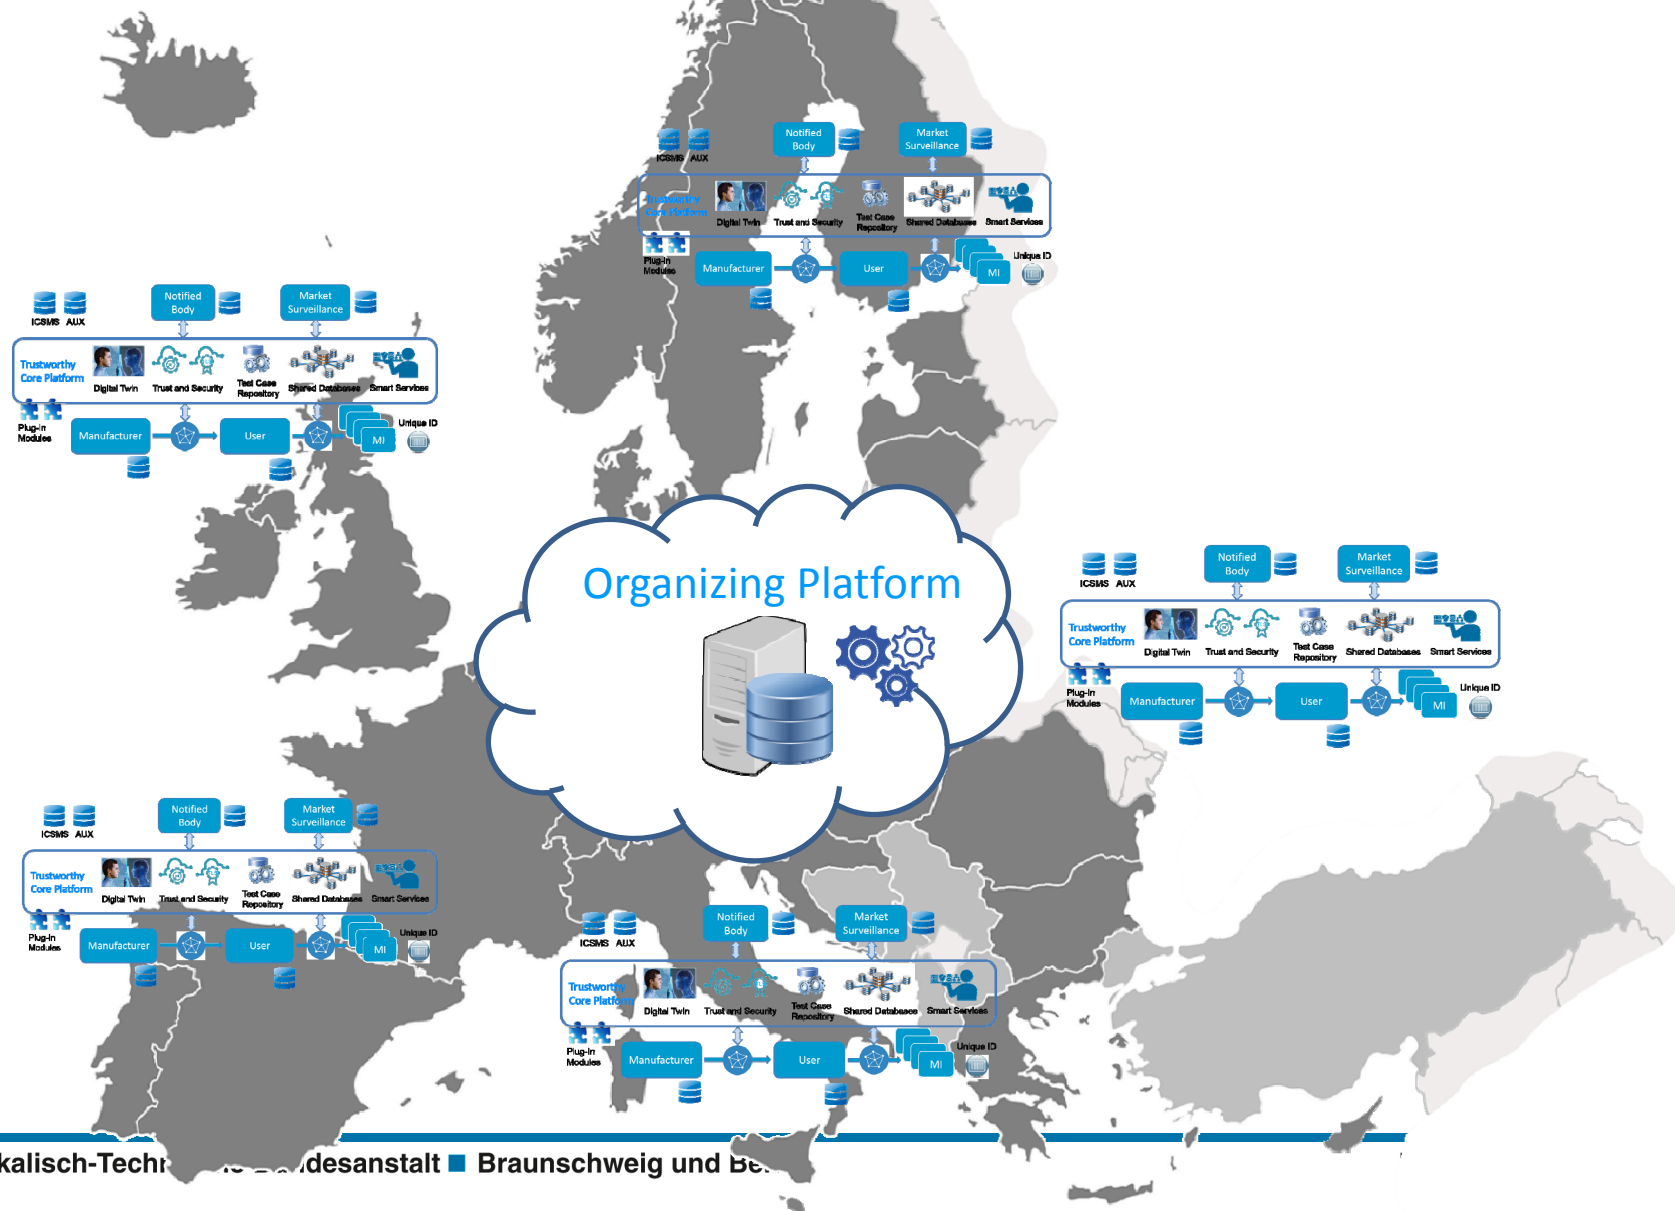 Notified
Body
Market
Surveillance
ICSMS AUX
Trustworthy
Core Platform
Digital Twin
Trust and Security
Test Case
Repository
Shared Databases
Smart Services
Plug-in
Modules
Manufacturer
User
MI
Unique ID
Notified
Body
Market
Surveillance
ICSMS AUX
Trustworthy
Core Platform
Digital Twin
Trust and Security
Test Case
Repository
Shared Databases
Smart Services
Plug-in
Modules
Manufacturer
User
MI
Unique ID
Organizing Platform
Notified
Body
Market
Surveillance
ICSMS AUX
Trustworthy
Core Platform
Digital Twin
Trust and Security
Test Case
Repository
Shared Databases
Smart Services
Plug-in
Modules
Manufacturer
User
MI
Unique ID
Notified
Body
Market
Surveillance
ICSMS AUX
Trustworthy
Core Platform
Digital Twin
Trust and Security
Test Case
Repository
Shared Databases
Smart Services
Plug-in
Modules
Manufacturer
User
MI
Unique ID
Notified
Body
Market
Surveillance
ICSMS AUX
Trustworthy
Core Platform
Digital Twin
Trust and Security
Test Case
Repository
Shared Databases
Smart Services
Plug-in
Modules
Manufacturer
User
MI
Unique ID
Braunschweig und